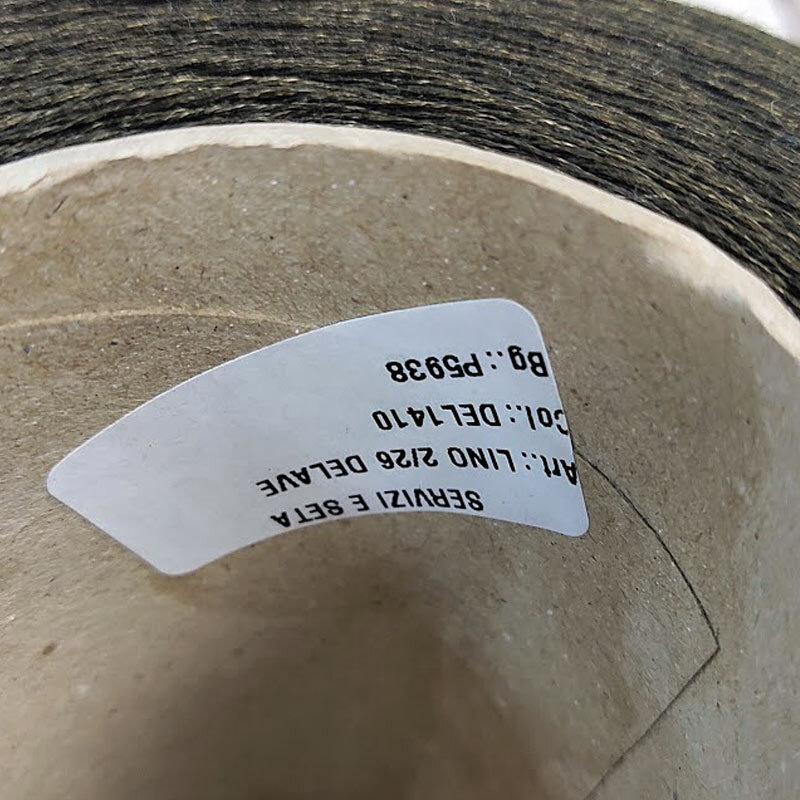 SERVIZI E SETA
Art.: LINO 2/26 DELAVE
Col.: DEL1410
Bg.: P5938